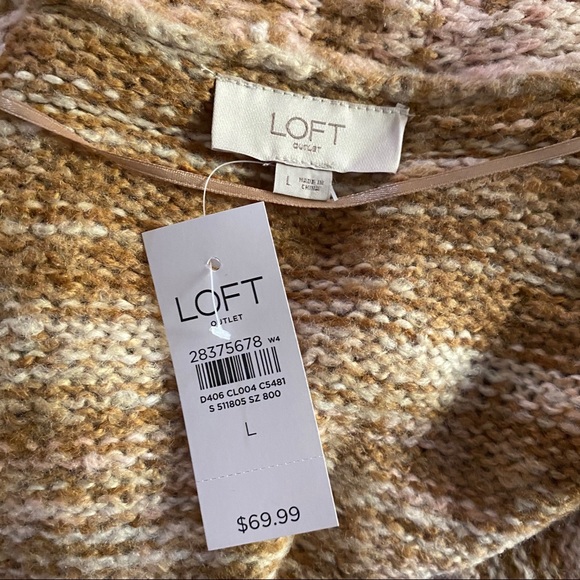 LOFT
OUTLET
L
MADE IN
CHINA
LOFT
OUTLET
28375678 W4
D406 CL004 C5481
S 511805 SZ 800
L
$69.99